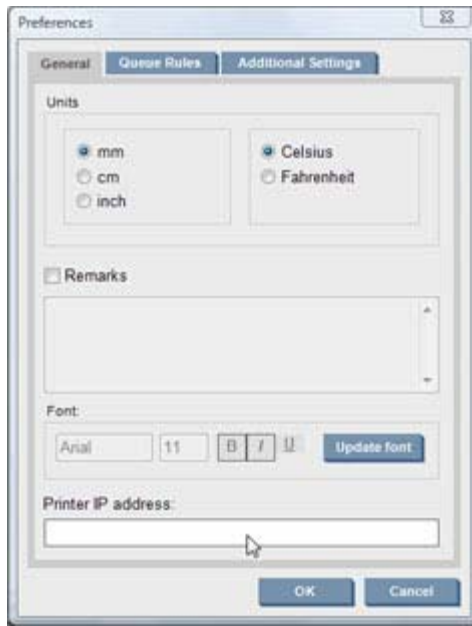 Preferences
General Queue Rules Additional Settings
Units
mm Celsius
cm Fahrenheit
inch
Remarks
Font:
Arial 11 B I U Update font
Printer IP address:
OK Cancel